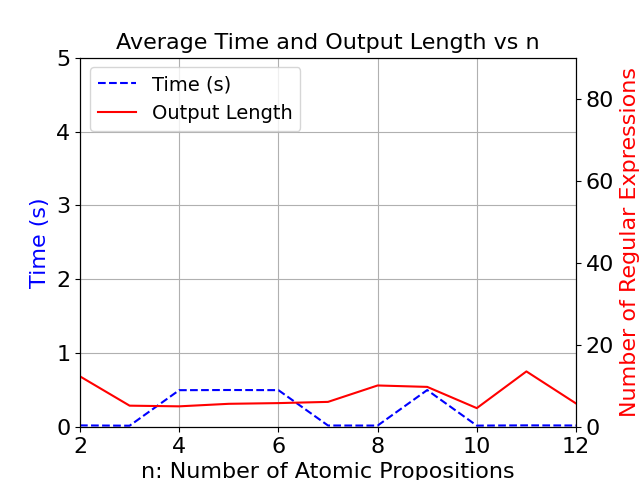 Average Time and Output Length vs n
Time (s)
Output Length
5
4
3
2
1
0
Time (s)
80
60
40
20
0
Number of Regular Expressions
2 4 6 8 10 12
n: Number of Atomic Propositions